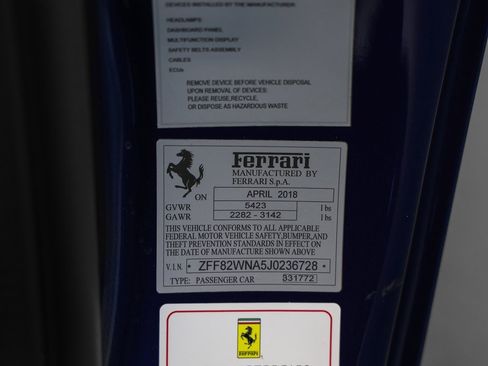 DEVICES INSTALLED BY THE MANUFACTURER
HEADLAMPS
DASHBOARD PANEL
MULTIFUNCTION DISPLAY
SAFETY BELTS ASSEMBLY
CABLES
ECUs
REMOVE DEVICE BEFORE VEHICLE DISPOSAL
UPON REMOVAL OF DEVICES:
PLEASE REUSE,RECYCLE,
OR DISPOSE AS HAZARDOUS WASTE
Ferrari
MANUFACTURED BY
FERRARI S.p.A.
ON APRIL 2018
GVWR 5423 lbs
GAWR 2282 - 3142 lbs
THIS VEHICLE CONFORMS TO ALL APPLICABLE
FEDERAL MOTOR VEHICLE SAFETY,BUMPER,AND
THEFT PREVENTION STANDARDS IN EFFECT ON
THE DATE OF MANUFACTURE SHOWN ABOVE
V.I.N. * ZFF82WNA5J0236728 *
TYPE: PASSENGER CAR 331772